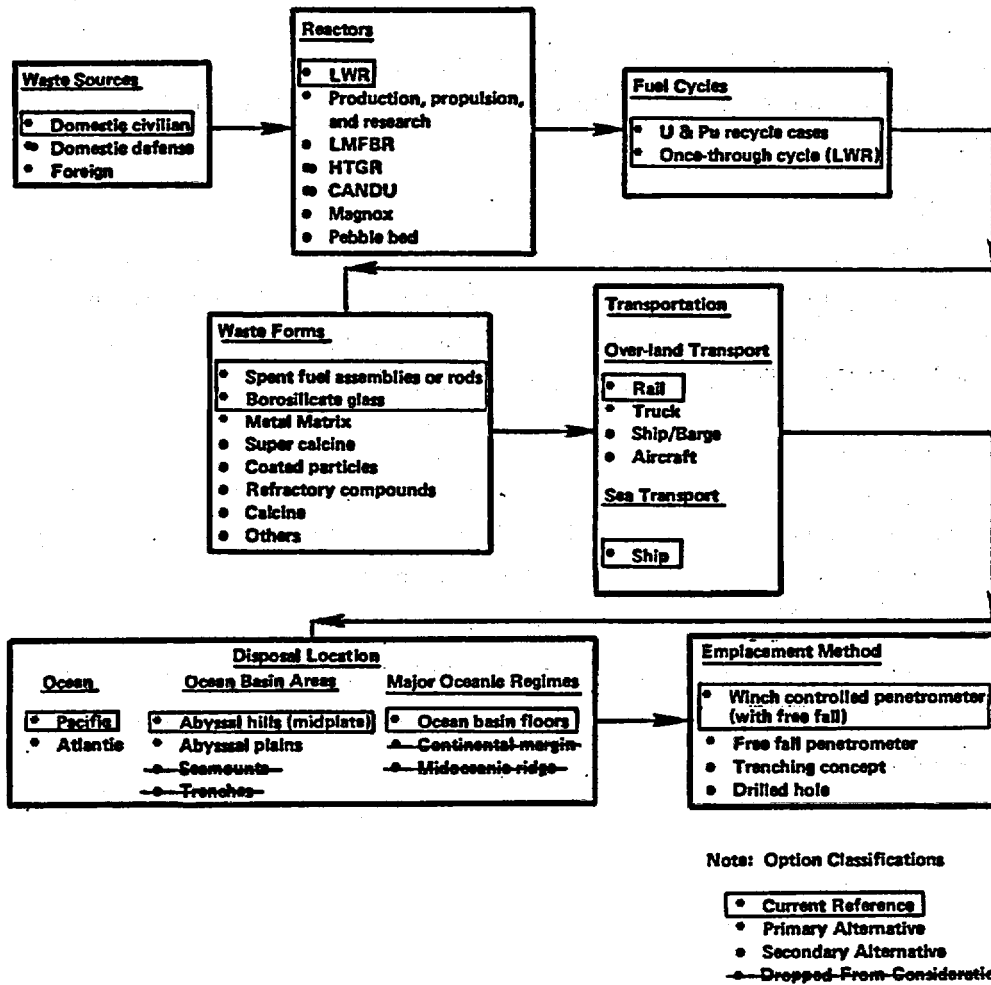 Waste Sources
• Domestic civilian
• Domestic defense
• Foreign
Reactors
• LWR
• Production, propulsion,
and research
• LMFBR
• HTGR
• CANDU
• Magnox
• Pebble bed
Fuel Cycles
• U & Pu recycle cases
• Once-through cycle (LWR)
Waste Forms
• Spent fuel assemblies or rods
• Borosilicate glass
• Metal Matrix
• Super calcine
• Coated particles
• Refractory compounds
• Calcine
• Others
Transportation
Over-land Transport
• Rail
• Truck
• Ship/Barge
• Aircraft
Sea Transport
• Ship
Disposal Location
Ocean
• Pacific
• Atlantic
Ocean Basin Areas
• Abyssal hills (midplate)
• Abysssal plains
• Seamounts
• Trenches
Major Oceanic Regimes
• Ocean basin floors
• Continental margin
• Midoceanic ridge
Emplacement Method
• Winch controlled penetrometer
(with free fall)
• Free fall penetrometer
• Trenching concept
• Drilled hole
Note: Option Classifications
• Current Reference
• Primary Alternative
• Secondary Alternative
• Dropped From Consideratio